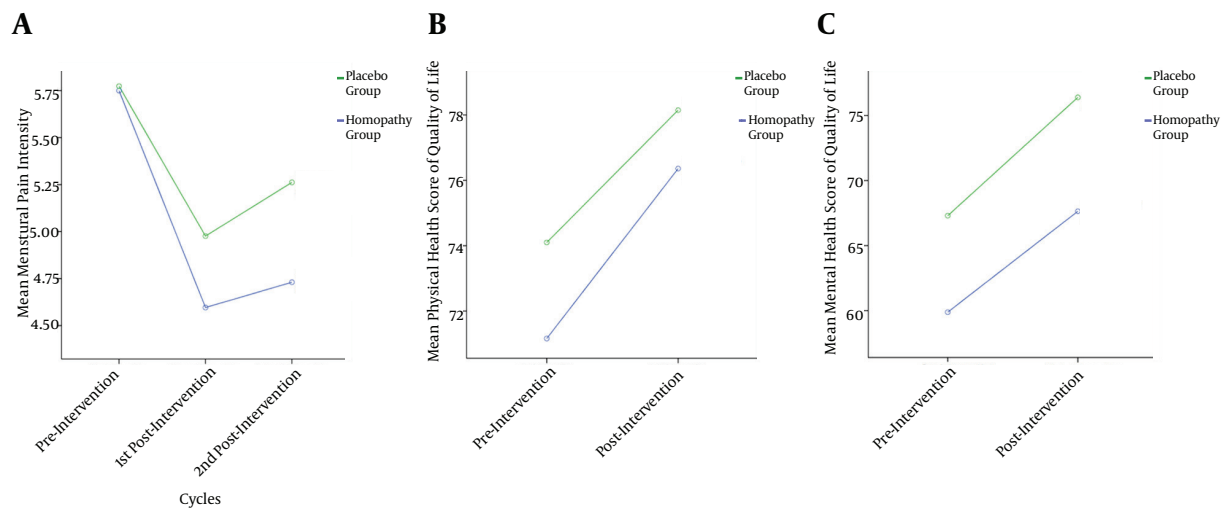 A
Mean Menstural Pain Intensity
5.75
5.50
5.25
5.00
4.75
4.50
Pre-Intervention
1st Post-Intervention
2nd Post-Intervention
Cycles
Placebo
Group
Homopathy
Group
B
Mean Physical Health Score of Quality of Life
78
76
74
72
Pre-Intervention
Post-Intervention
Placebo
Group
Homopathy
Group
C
Mean Mental Health Score of Quality of Life
75
70
65
60
Pre-Intervention
Post-Intervention
Placebo
Group
Homopathy
Group